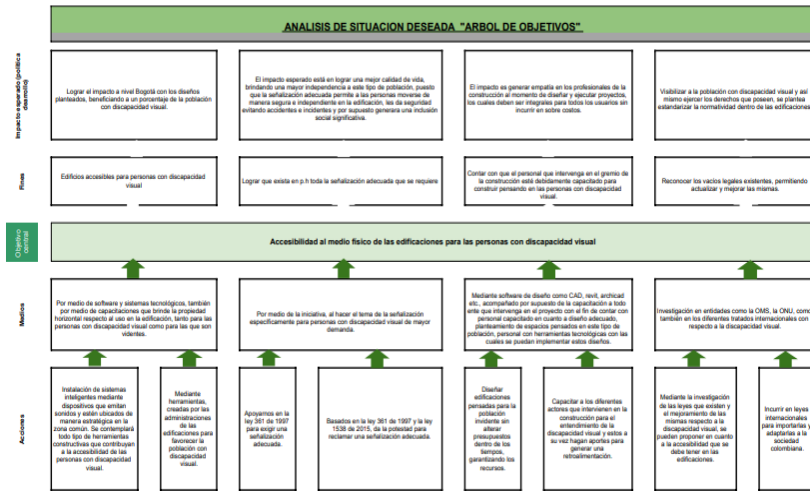 ANALISIS DE SITUACION DESEADA "ARBOL DE OBJETIVOS"
Impacto esperado (política
desarrollo)
Lograr el impacto a nivel Bogotá con los diseños
planteados, beneficiando a un porcentaje de la población
con discapacidad visual.
El impacto esperado está en lograr una mejor calidad de vida,
brindando una mayor independencia a este tipo de población, puesto
que la señalización adecuada permite a las personas moverse de
manera segura e independiente en la edificación, les da seguridad
evitando accidentes e incidentes y por supuesto generara una inclusión
social significativa.
El impacto es generar empatía en los profesionales de la
construcción al momento de diseñar y ejecutar proyectos,
los cuales deben ser integrales para todos los usuarios sin
incurrir en sobre costos.
Visibilizar a la población con discapacidad visual y así
mismo ejercer los derechos que poseen, se plantea
estandarizar la normatividad dentro de las edificaciones
Fines
Edificios accesibles para personas con discapacidad
visual
Lograr que exista en p.h toda la señalización adecuada que se requiere
Contar con que el personal que intervenga en el gremio de
la construcción esté debidamente capacitado para
construir pensando en las personas con discapacidad
visual.
Reconocer los vacíos legales existentes, permitiendo
actualizar y mejorar las mismas.
Objetivo
central
Accesibilidad al medio físico de las edificaciones para las personas con discapacidad visual
Medios
Por medio de software y sistemas tecnológicos, también
por medio de capacitaciones que brinde la propiedad
horizontal respecto al uso en la edificación, tanto para las
personas con discapacidad visual como para las que son
videntes.
Por medio de la iniciativa, al hacer el tema de la señalización
específicamente para personas con discapacidad visual de mayor
demanda.
Mediante software de diseño como CAD, revit, archicad
etc., acompañado por supuesto de la capacitación a todo
ente que intervenga en el proyecto con el fin de contar con
personal capacitado en cuanto a diseño adecuado,
planteamiento de espacios pensados en este tipo de
población, personal con herramientas tecnológicas con las
cuales se puedan implementar estos diseños.
Investigación en entidades como la OMS, la ONU, como
también en los diferentes tratados internacionales con
respecto a la discapacidad visual.
Acciones
Instalación de sistemas
inteligentes mediante
dispositivos que emitan
sonidos y estén ubicados de
manera estratégica en la
zona común. Se contemplará
todo tipo de herramientas
constructivas que contribuyan
a la accesibilidad de las
personas con discapacidad
visual.
Mediante
herramientas,
creadas por las
administraciones
de las
edificaciones para
favorecer la
población con
discapacidad
visual.
Apoyarnos en la
ley 361 de 1997
para exigir una
señalización
adecuada.
Basados en la ley 361 de 1997 y la ley
1538 de 2015, da la potestad para
reclamar una señalización adecuada.
Diseñar
edificaciones
pensadas para la
población
invidente sin
alterar
presupuestos
dentro de los
tiempos,
garantizando los
recursos.
Capacitar a los diferentes
actores que intervienen en la
construcción para el
entendimiento de la
discapacidad visual y estos a
su vez hagan aportes para
generar una
retroalimentación.
Mediante la investigación
de las leyes que existen y
el mejoramiento de las
mismas respecto a la
discapacidad visual, se
pueden proponer en cuanto
a la accesibilidad que se
debe tener en las
edificaciones.
Incurrir en leyes
internacionales
para importarlas y
adaptarlas a la
sociedad
colombiana.